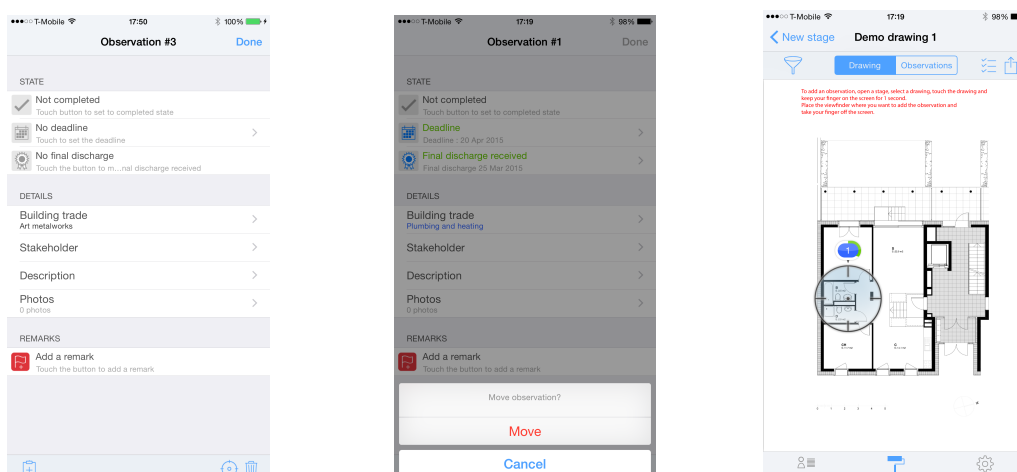 T-Mobile 17:50 100%
Observation #3 Done
STATE
Not completed
Touch button to set to completed state
No deadline
Touch to set the deadline
No final discharge
Touch the button to m...nal discharge received
DETAILS
Building trade
Art metalworks
Stakeholder
Description
Photos
0 photos
REMARKS
Add a remark
Touch the button to add a remark
T-Mobile 17:19 98%
Observation #1 Done
STATE
Not completed
Touch button to set to completed state
Deadline
Deadline : 20 Apr 2015
Final discharge received
Final discharge 25 Mar 2015
DETAILS
Building trade
Plumbing and heating
Stakeholder
Description
Photos
0 photos
REMARKS
Add a remark
Touch the button to add a remark
Move observation?
Move
Cancel
T-Mobile 17:19 98%
New stage Demo drawing 1
Drawing Observations
To add an observation, open a stage, select a drawing, touch the drawing and
keep your finger on the screen for 1 second.
Place the viewfinder where you want to add the observation and
take your finger off the screen.
1